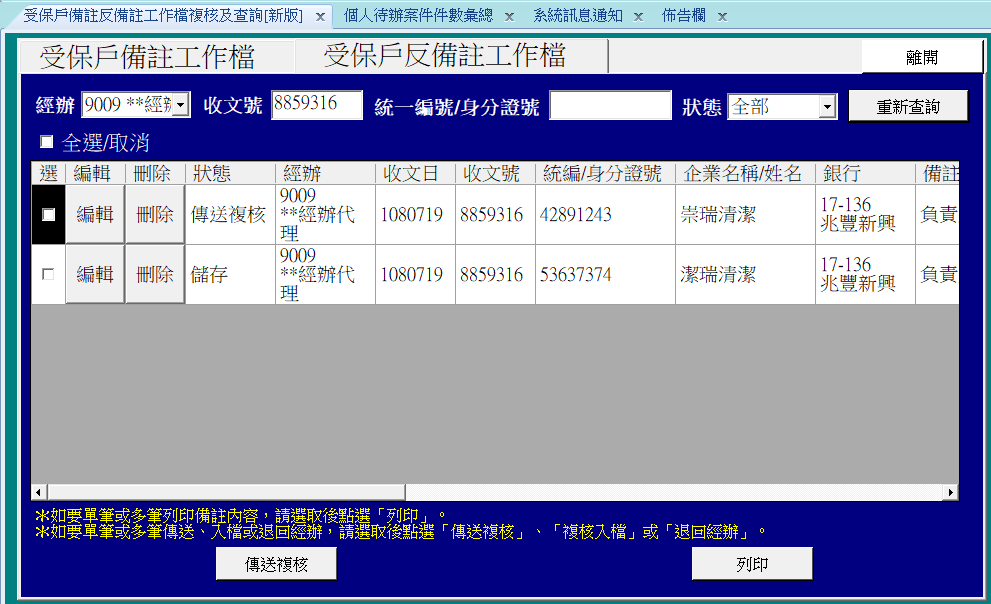 受保戶備註反備註工作檔複核及查詢[新版] × 個人待辦案件件數彙總 × 系統訊息通知 × 佈告欄 ×
受保戶備註工作檔 受保戶反備註工作檔 離開
經辦 9009 **經辦 收文號 8859316 統一編號/身分證號 狀態 全部 重新查詢
全選/取消
選 編輯 刪除 狀態 經辦 收文日 收文號 統編/身分證號 企業名稱/姓名 銀行 備註
編輯 刪除 傳送複核 9009 **經辦代理 1080719 8859316 42891243 崇瑞清潔 17-136 兆豐新興 負責
編輯 刪除 儲存 9009 **經辦代理 1080719 8859316 53637374 潔瑞清潔 17-136 兆豐新興 負責
＊如要單筆或多筆列印備註內容，請選取後點選「列印」。
＊如要單筆或多筆傳送、入檔或退回經辦，請選取後點選「傳送複核」、「複核入檔」或「退回經辦」。
傳送複核 列印